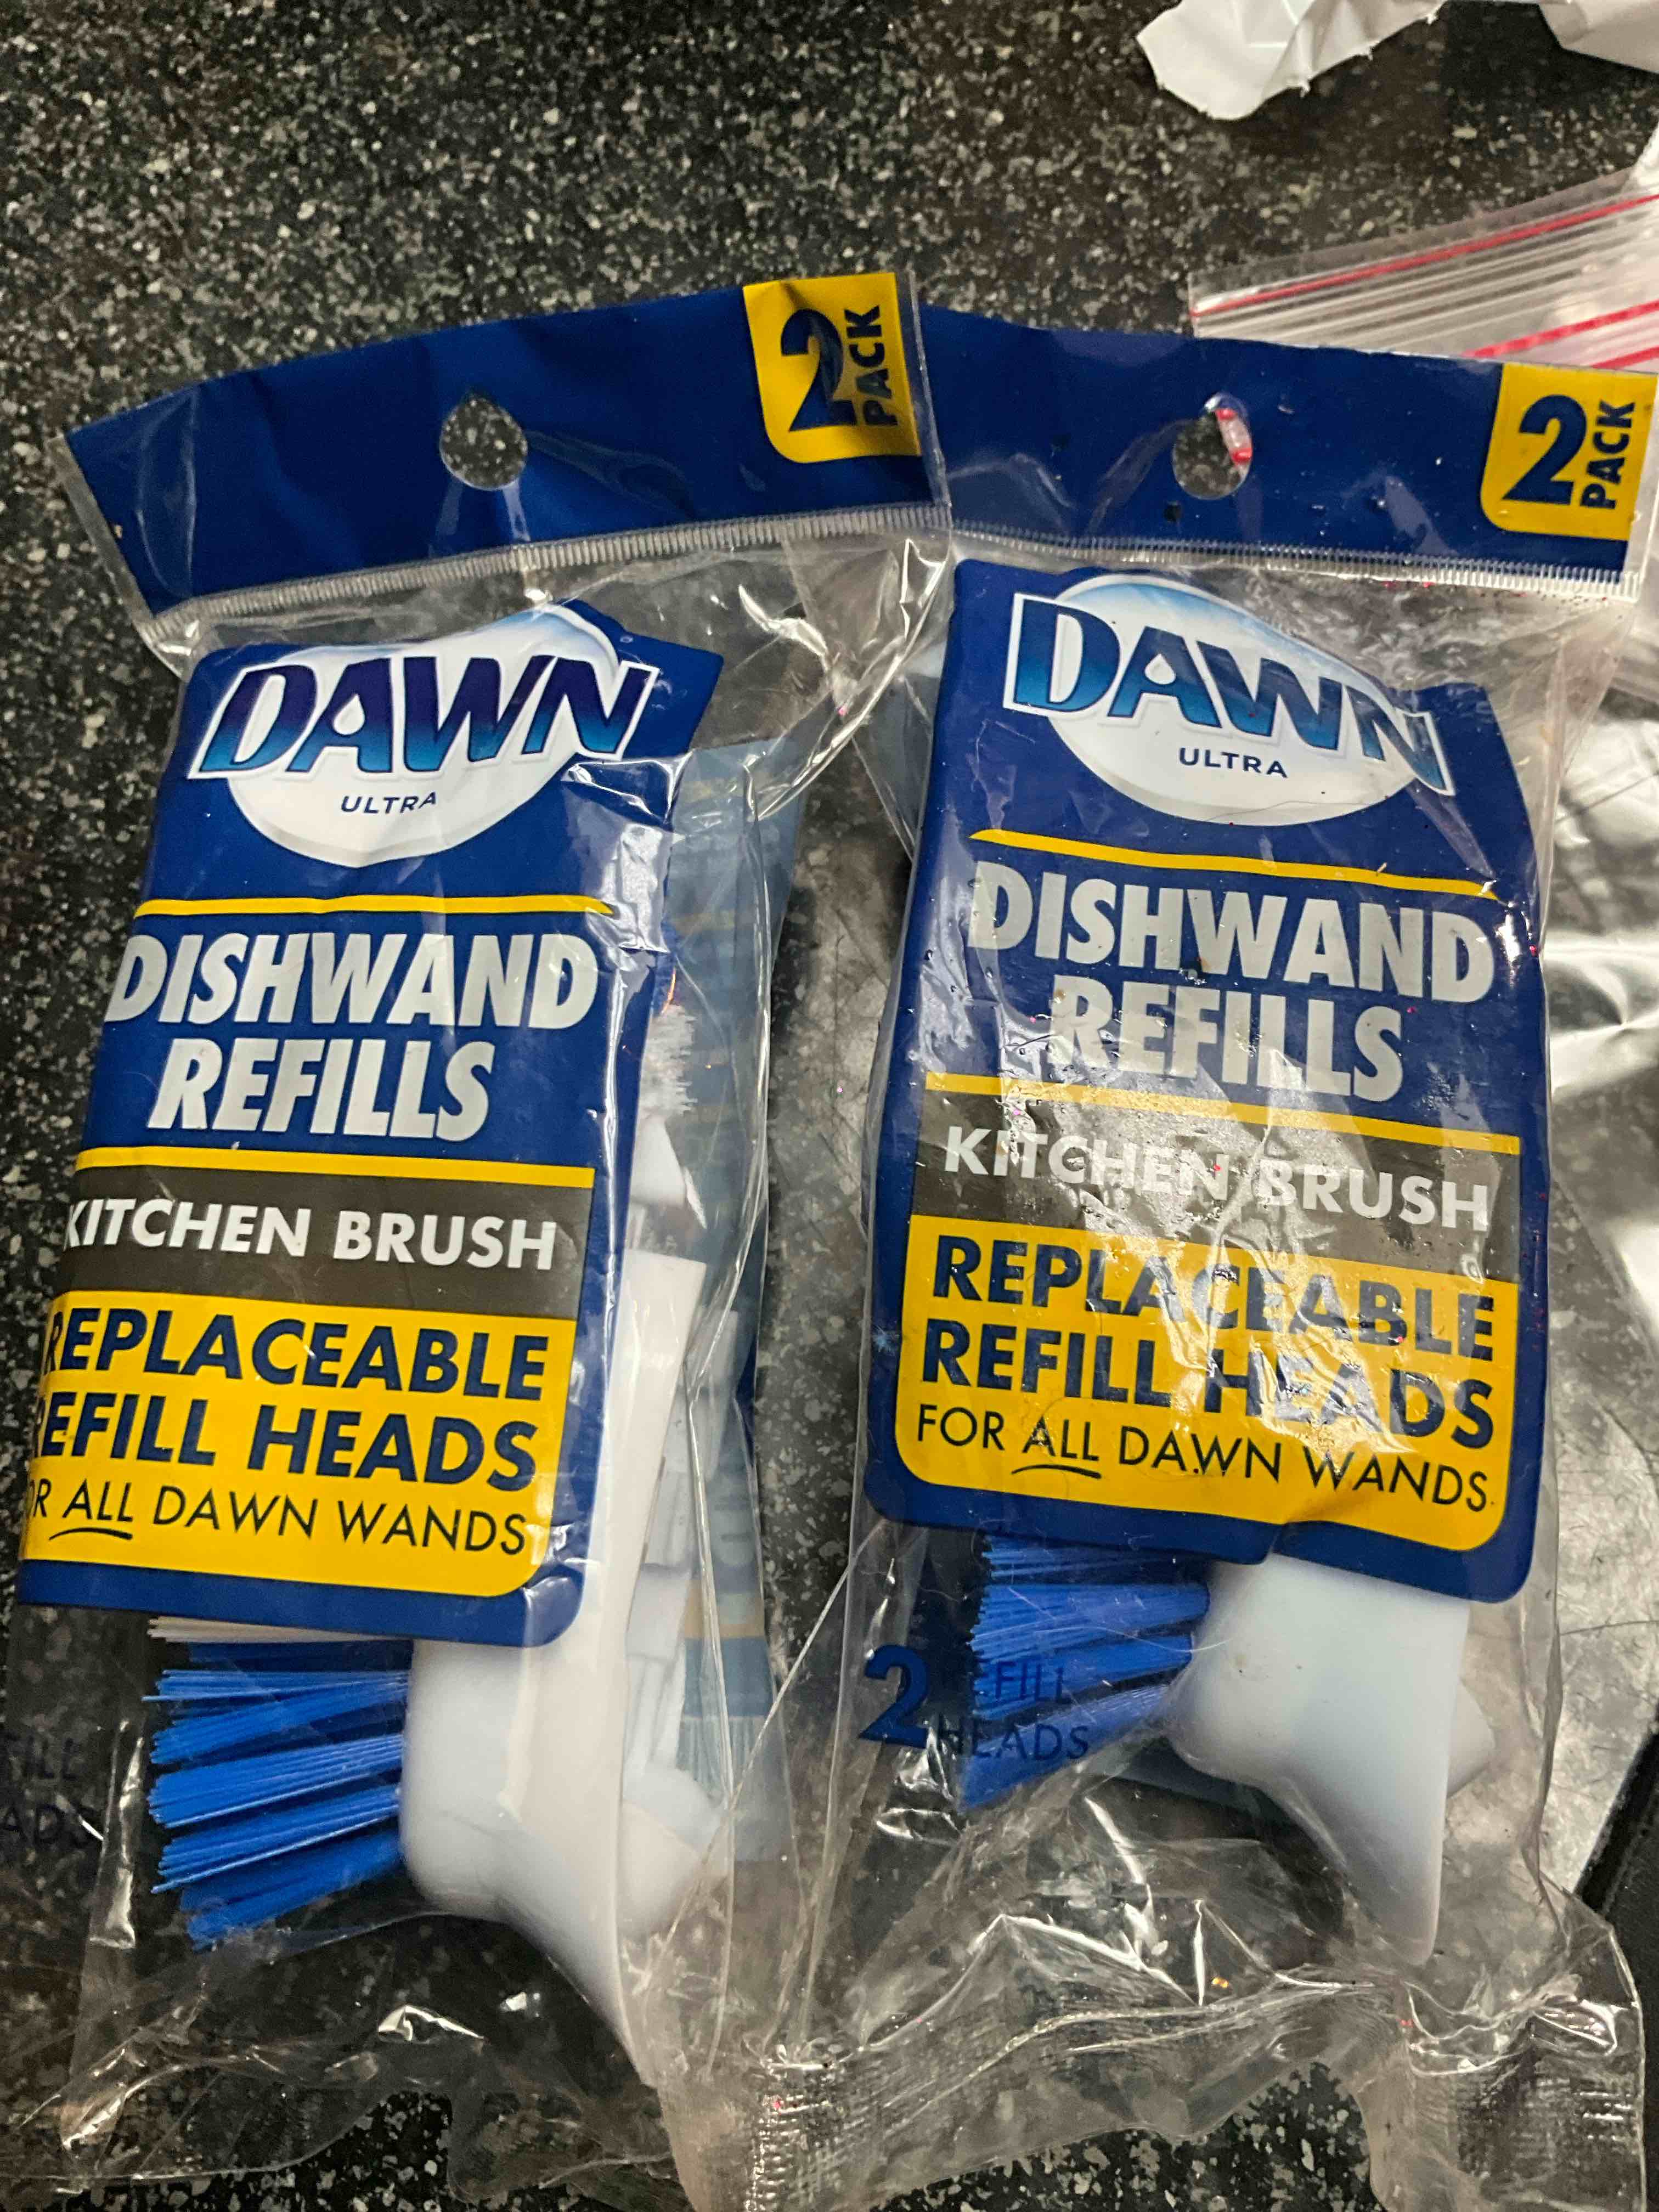 2 PACK
DAWN
ULTRA
DISHWAND
REFILLS
KITCHEN BRUSH
REPLACEABLE
REFILL HEADS
ALL DAWN WANDS
2 PACK
DAWN
ULTRA
DISHWAND
REFILLS
KITCHEN BRUSH
REPLACEABLE
REFILL HEADS
FOR ALL DAWN WANDS
2 REFILL
HEADS